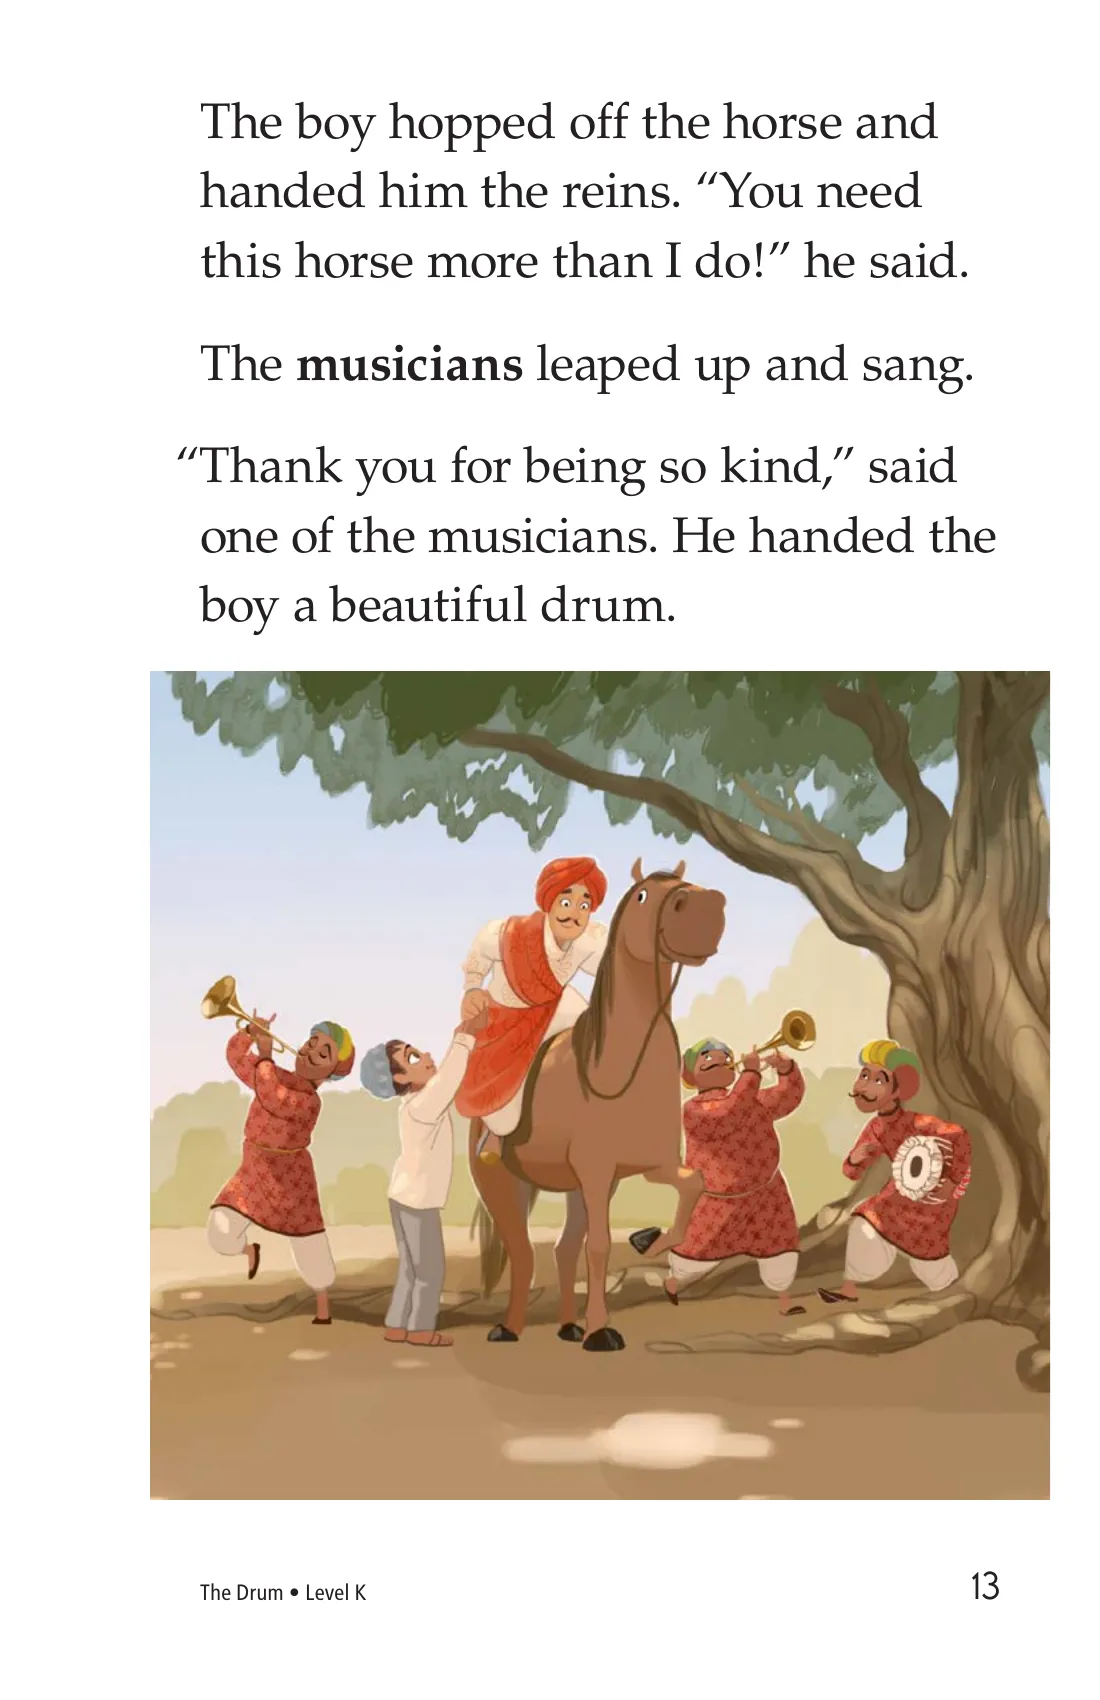 The boy hopped off the horse and
handed him the reins. “You need
this horse more than I do!” he said.
The musicians leaped up and sang.
“Thank you for being so kind,” said
one of the musicians. He handed the
boy a beautiful drum.
The Drum • Level K
13